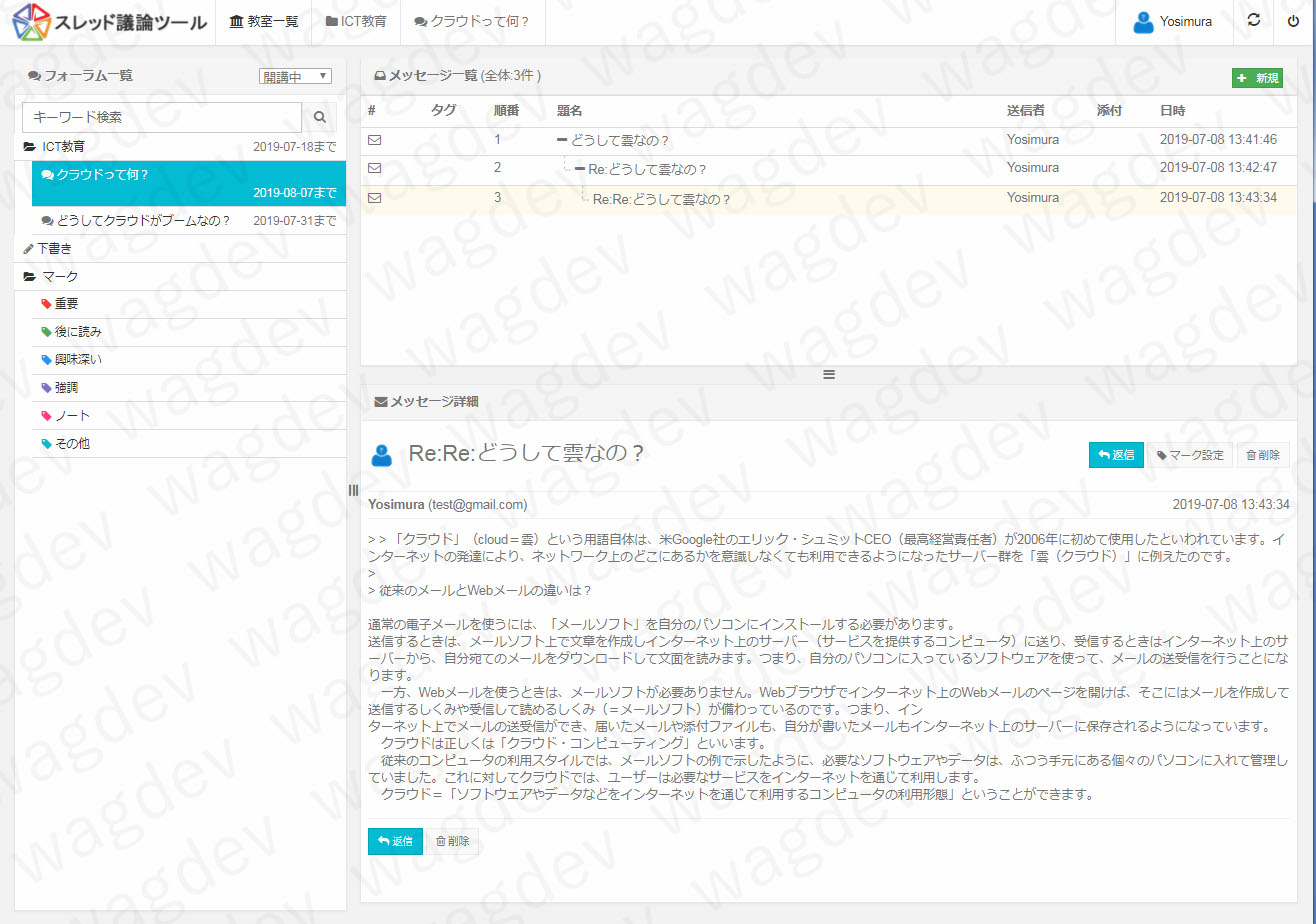 スレッド議論ツール 教室一覧 ICT教育 クラウドって何？ Yosimura
フォーラム一覧 開講中
キーワード検索
ICT教育 2019-07-18まで
クラウドって何？
2019-08-07まで
どうしてクラウドがブームなの？ 2019-07-31まで
下書き
マーク
重要
後に読み
興味深い
強調
ノート
その他
メッセージ一覧 (全体:3件 ) + 新規
# タグ 順番 題名 送信者 添付 日時
1 どうして雲なの？ Yosimura 2019-07-08 13:41:46
2 Re:どうして雲なの？ Yosimura 2019-07-08 13:42:47
3 Re:Re:どうして雲なの？ Yosimura 2019-07-08 13:43:34
メッセージ詳細
Re:Re:どうして雲なの？ 返信 マーク設定 削除
Yosimura (test@gmail.com) 2019-07-08 13:43:34
> > 「クラウド」（cloud＝雲）という用語自体は、米Google社のエリック・シュミットCEO（最高経営責任者）が2006年に初めて使用したといわれています。イ
ンターネットの発達により、ネットワーク上のどこにあるかを意識しなくても利用できるようになったサーバー群を「雲（クラウド）」に例えたのです。
>
> 従来のメールとWebメールの違いは？
通常の電子メールを使うには、「メールソフト」を自分のパソコンにインストールする必要があります。
送信するときは、メールソフト上で文章を作成しインターネット上のサーバー（サービスを提供するコンピュータ）に送り、受信するときはインターネット上のサ
ーバーから、自分宛てのメールをダウンロードして文面を読みます。つまり、自分のパソコンに入っているソフトウェアを使って、メールの送受信を行うことにな
ります。
　一方、Webメールを使うときは、メールソフトが必要ありません。Webブラウザでインターネット上のWebメールのページを開けば、そこにはメールを作成して
送信するしくみや受信して読めるしくみ（＝メールソフト）が備わっているのです。つまり、イン
ターネット上でメールの送受信ができ、届いたメールや添付ファイルも、自分が書いたメールもインターネット上のサーバーに保存されるようになっています。
　クラウドは正しくは「クラウド・コンピューティング」といいます。
　従来のコンピュータの利用スタイルでは、メールソフトの例で示したように、必要なソフトウェアやデータは、ふつう手元にある個々のパソコンに入れて管理し
ていました。これに対してクラウドでは、ユーザーは必要なサービスをインターネットを通じて利用します。
　クラウド＝「ソフトウェアやデータなどをインターネットを通じて利用するコンピュータの利用形態」ということができます。
返信 削除
wagdev